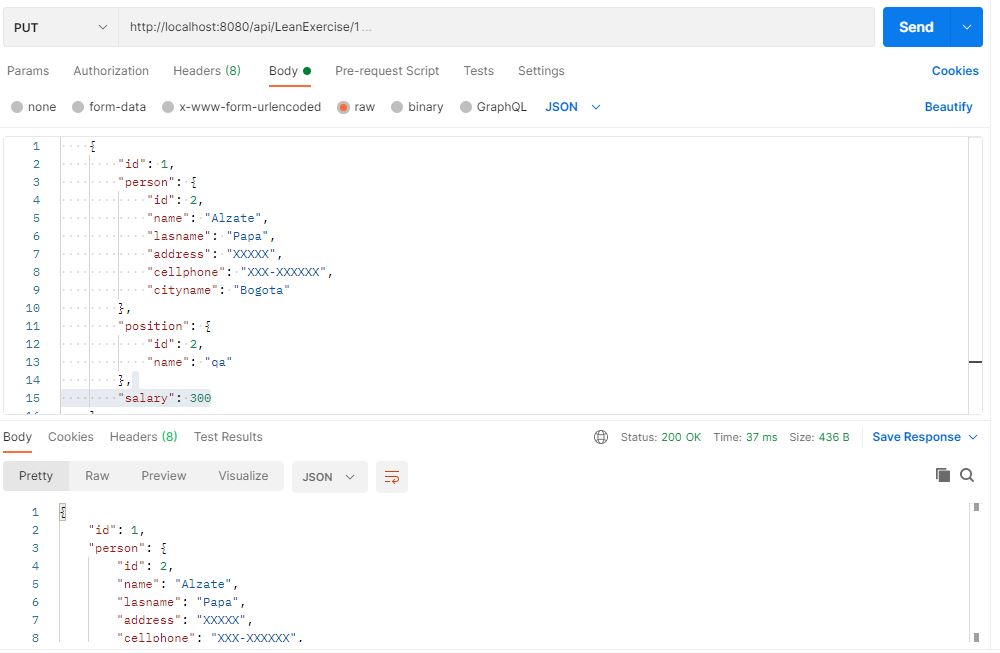 PUT http://localhost:8080/api/LeanExercise/1 ... Send
Params Authorization Headers (8) Body Pre-request Script Tests Settings Cookies
none form-data x-www-form-urlencoded raw binary GraphQL JSON Beautify
1 {
2 "id": 1,
3 "person": {
4 "id": 2,
5 "name": "Alzate",
6 "lasname": "Papa",
7 "address": "XXXXX",
8 "cellphone": "XXX-XXXXXX",
9 "cityname": "Bogota"
10 },
11 "position": {
12 "id": 2,
13 "name": "qa"
14 },
15 "salary": 300
Body Cookies Headers (8) Test Results Status: 200 OK Time: 37 ms Size: 436 B Save Response
Pretty Raw Preview Visualize JSON
1 {
2 "id": 1,
3 "person": {
4 "id": 2,
5 "name": "Alzate",
6 "lasname": "Papa",
7 "address": "XXXXX",
8 "cellphone": "XXX-XXXXXX",